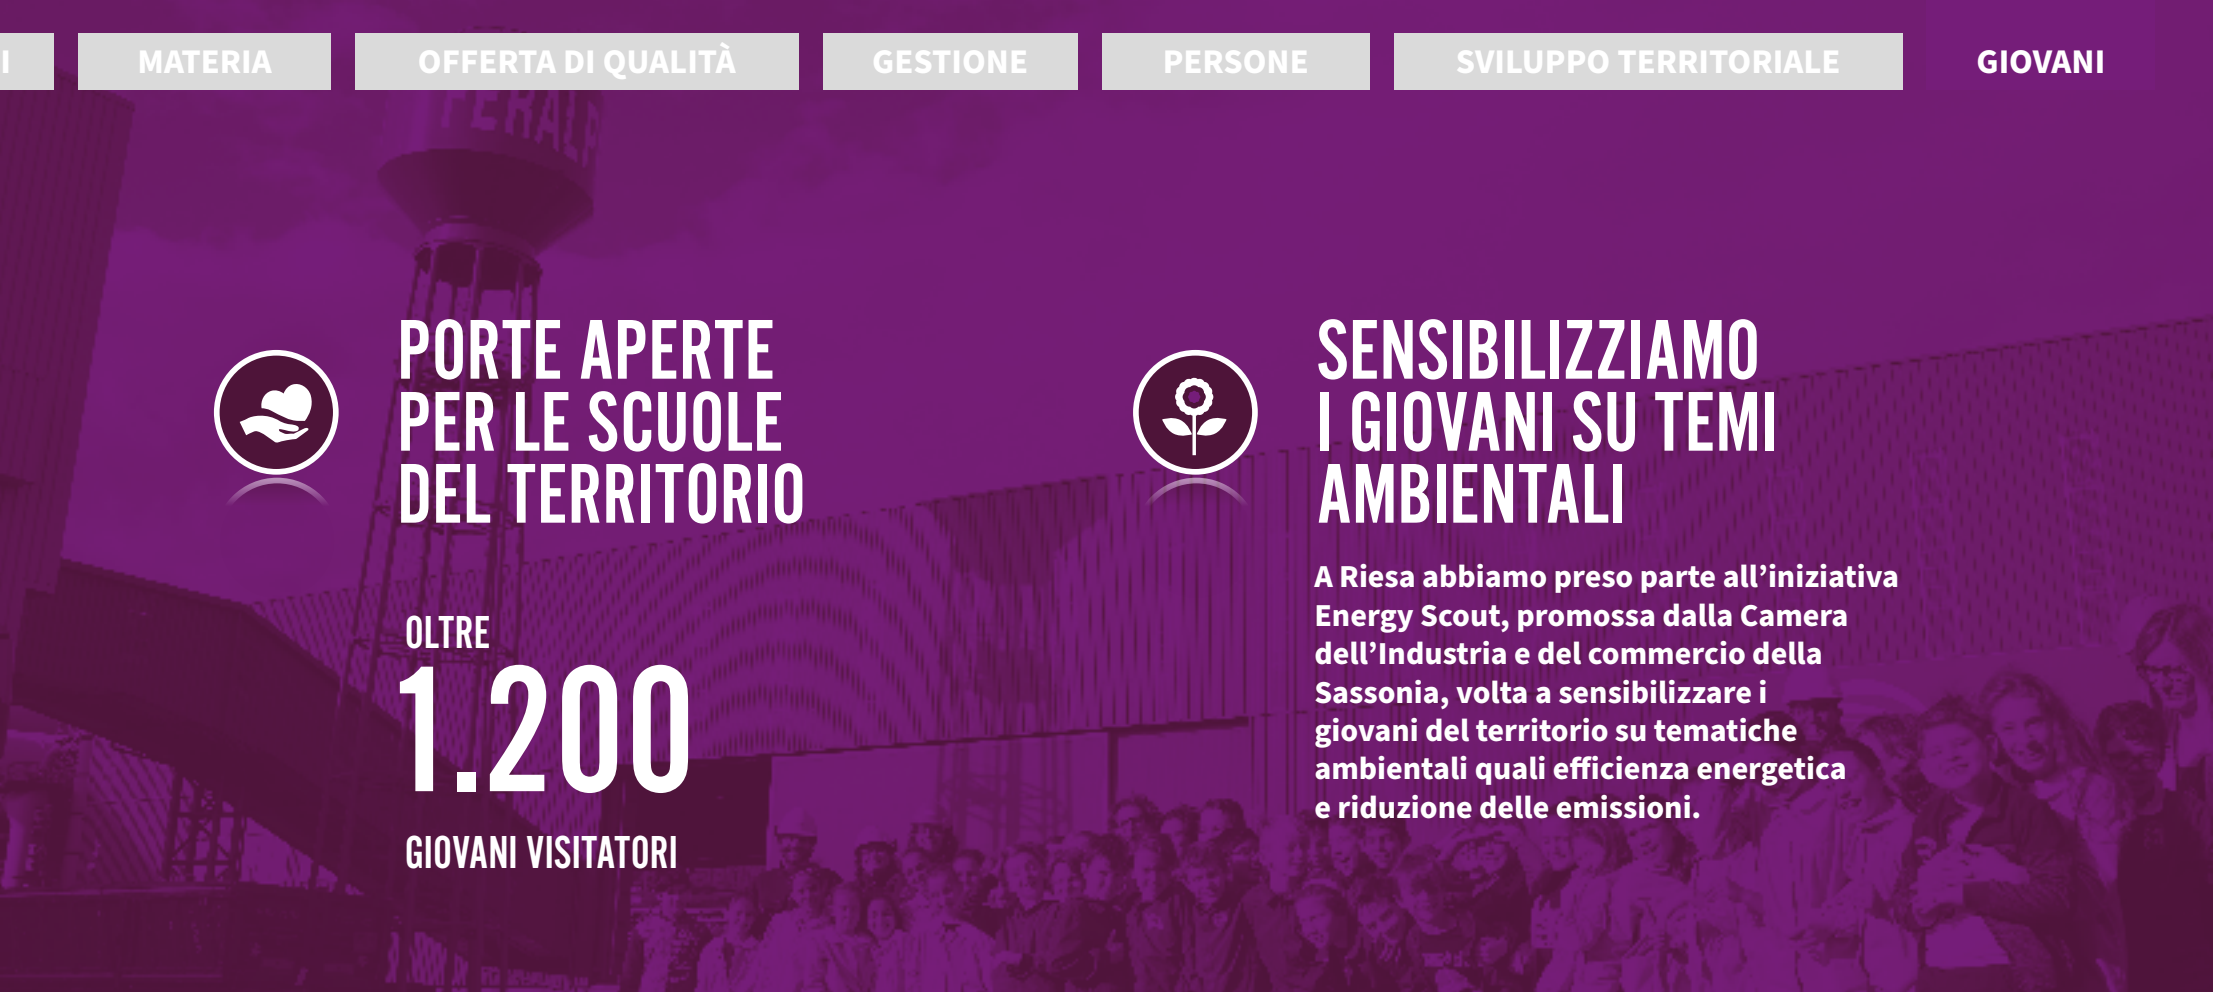 I
MATERIA
OFFERTA DI QUALITÀ
GESTIONE
PERSONE
SVILUPPO TERRITORIALE
GIOVANI
PORTE APERTE
PER LE SCUOLE
DEL TERRITORIO
OLTRE
1.200
GIOVANI VISITATORI
SENSIBILIZZIAMO
I GIOVANI SU TEMI
AMBIENTALI
A Riesa abbiamo preso parte all’iniziativa
Energy Scout, promossa dalla Camera
dell’Industria e del commercio della
Sassonia, volta a sensibilizzare i
giovani del territorio su tematiche
ambientali quali efficienza energetica
e riduzione delle emissioni.